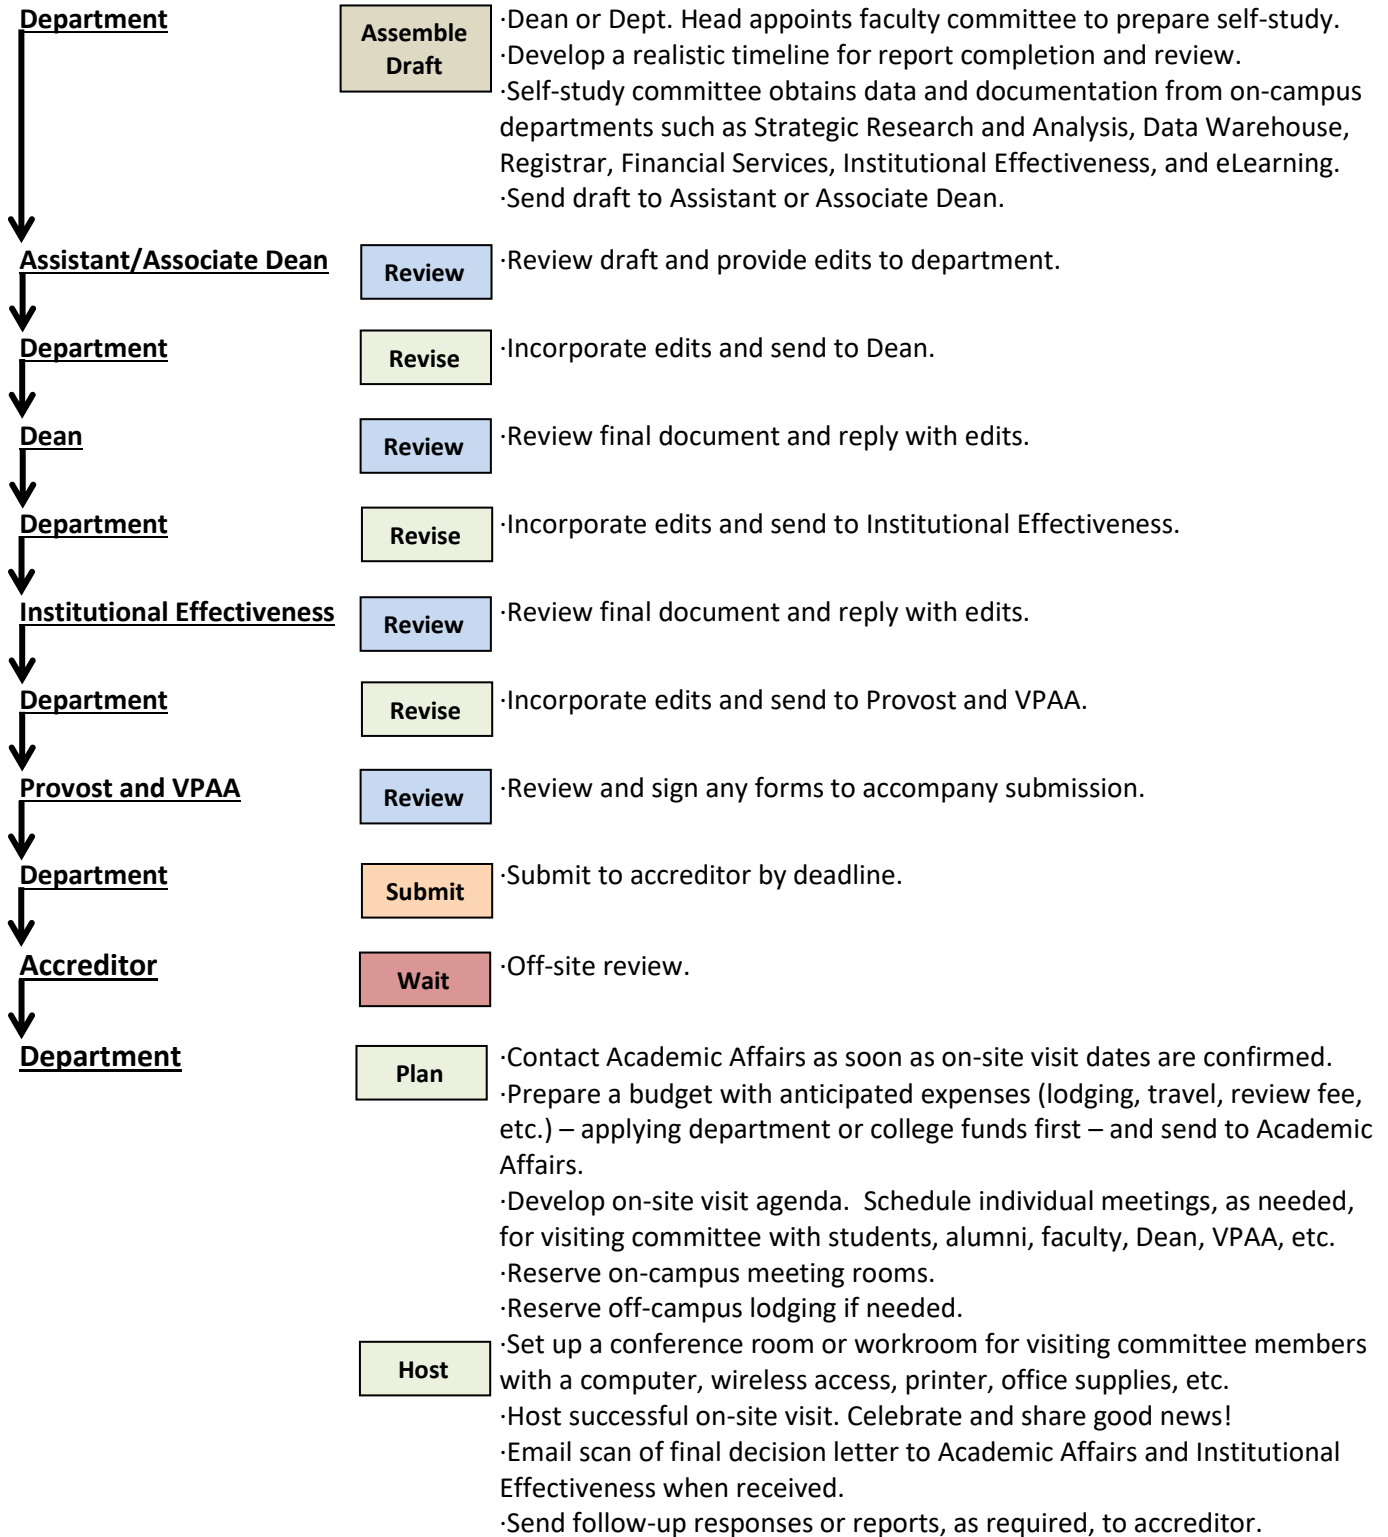 Department
Assemble
Draft
·Dean or Dept. Head appoints faculty committee to prepare self-study.
·Develop a realistic timeline for report completion and review.
·Self-study committee obtains data and documentation from on-campus
departments such as Strategic Research and Analysis, Data Warehouse,
Registrar, Financial Services, Institutional Effectiveness, and eLearning.
·Send draft to Assistant or Associate Dean.
Assistant/Associate Dean
Review
·Review draft and provide edits to department.
Department
Revise
·Incorporate edits and send to Dean.
Dean
Review
·Review final document and reply with edits.
Department
Revise
·Incorporate edits and send to Institutional Effectiveness.
Institutional Effectiveness
Review
·Review final document and reply with edits.
Department
Revise
·Incorporate edits and send to Provost and VPAA.
Provost and VPAA
Review
·Review and sign any forms to accompany submission.
Department
Submit
·Submit to accreditor by deadline.
Accreditor
Wait
·Off-site review.
Department
Plan
·Contact Academic Affairs as soon as on-site visit dates are confirmed.
·Prepare a budget with anticipated expenses (lodging, travel, review fee,
etc.) – applying department or college funds first – and send to Academic
Affairs.
·Develop on-site visit agenda.  Schedule individual meetings, as needed,
for visiting committee with students, alumni, faculty, Dean, VPAA, etc.
·Reserve on-campus meeting rooms.
·Reserve off-campus lodging if needed.
Host
·Set up a conference room or workroom for visiting committee members
with a computer, wireless access, printer, office supplies, etc.
·Host successful on-site visit. Celebrate and share good news!
·Email scan of final decision letter to Academic Affairs and Institutional
Effectiveness when received.
·Send follow-up responses or reports, as required, to accreditor.